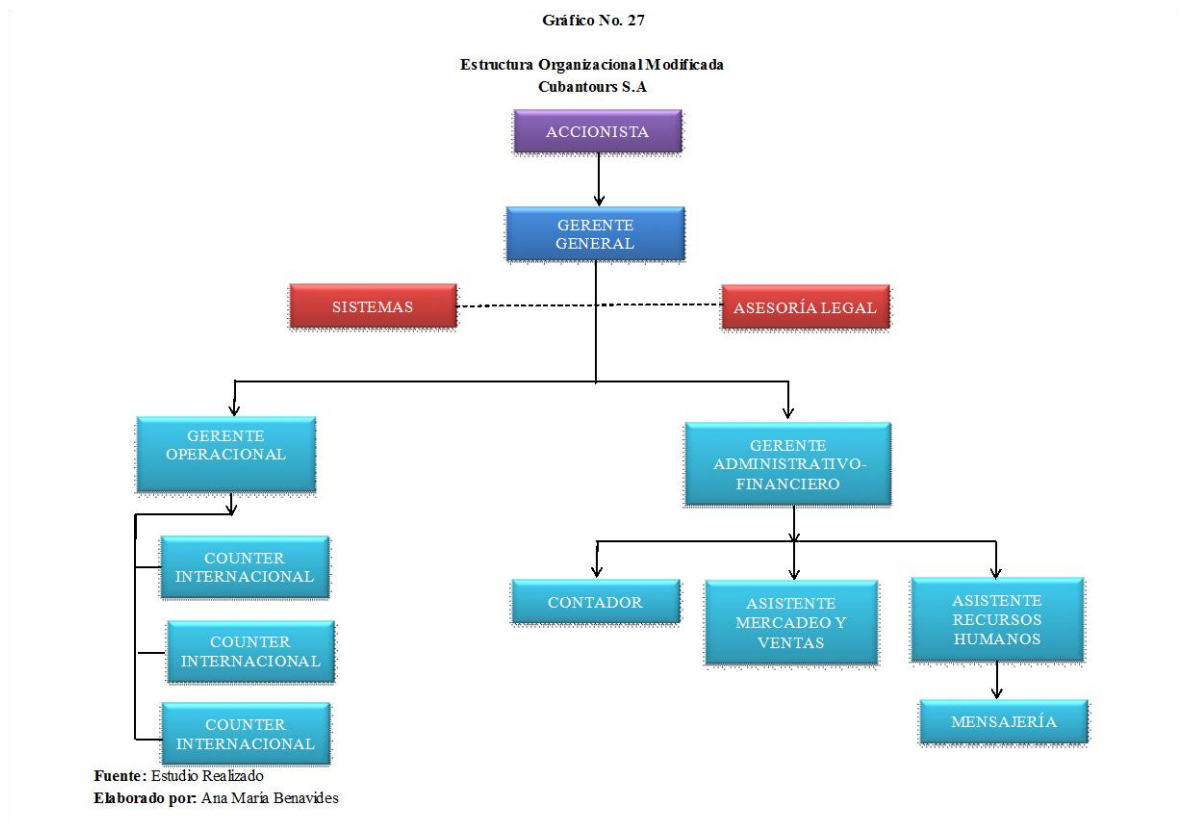 Gráfico No. 27
Estructura Organizacional Modificada
Cubantours S.A
ACCIONISTA
GERENTE
GENERAL
SISTEMAS
ASESORÍA LEGAL
GERENTE
OPERACIONAL
GERENTE
ADMINISTRATIVO-
FINANCIERO
COUNTER
INTERNACIONAL
COUNTER
INTERNACIONAL
COUNTER
INTERNACIONAL
CONTADOR
ASISTENTE
MERCADEO Y
VENTAS
ASISTENTE
RECURSOS
HUMANOS
MENSAJERÍA
Fuente: Estudio Realizado
Elaborado por: Ana María Benavides